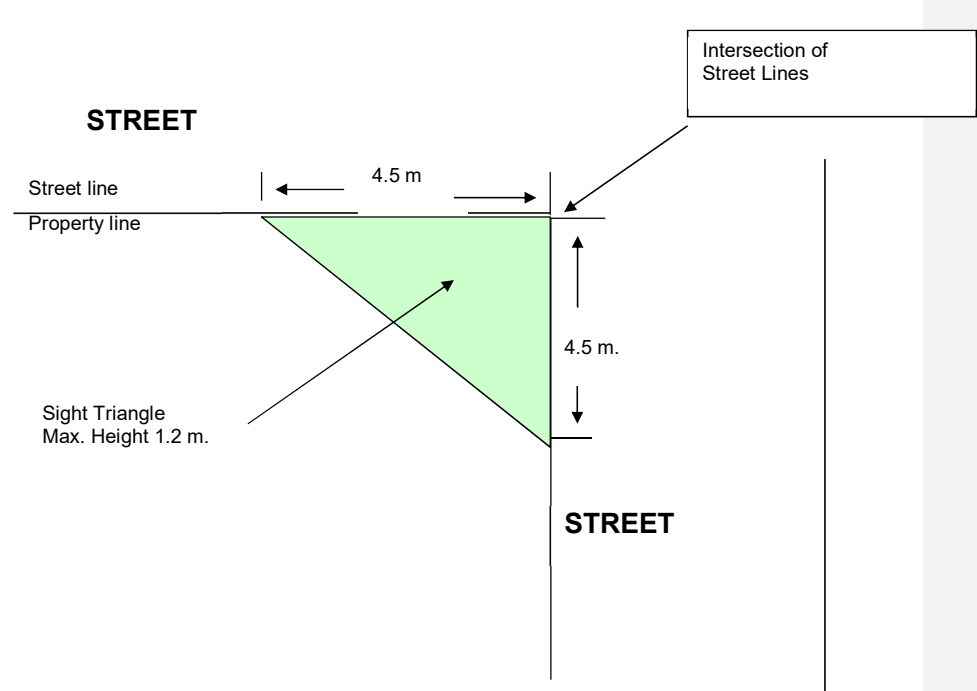 Intersection of
Street Lines
STREET
4.5 m
Street line
Property line
4.5 m.
Sight Triangle
Max. Height 1.2 m.
STREET